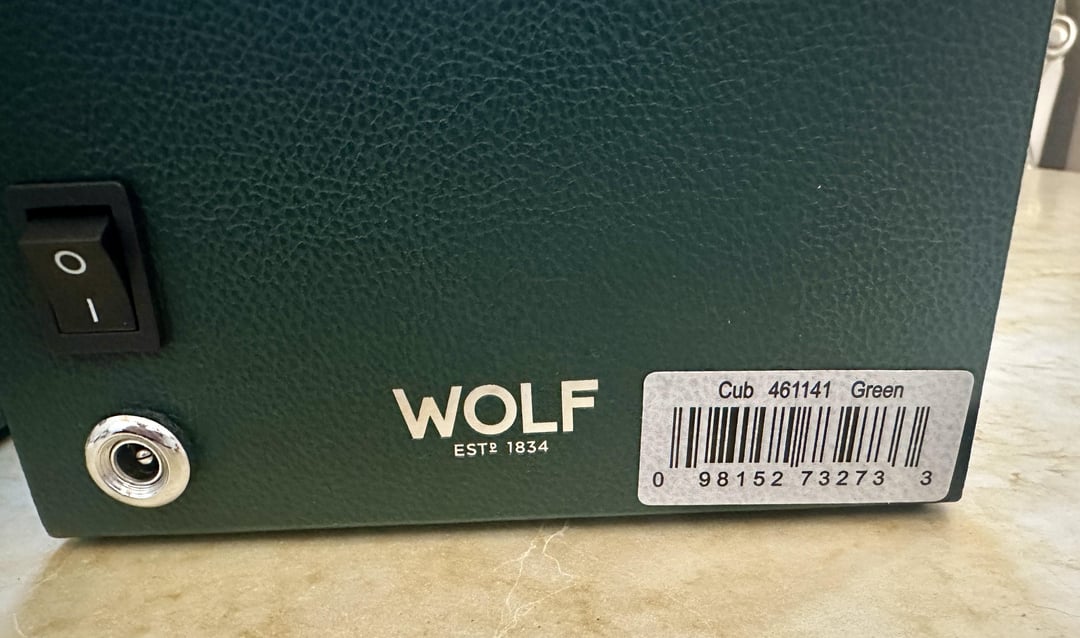 O
I
WOLF
ESTD 1834
Cub 461141 Green
0 98152 73273 3